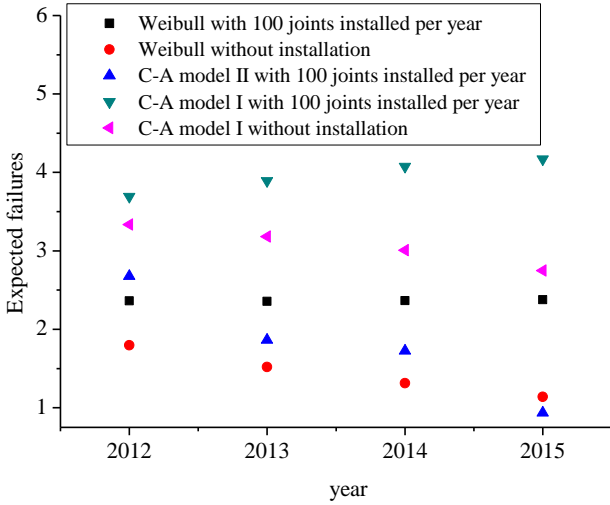 6
5
4
3
2
1
Expected failures
Weibull with 100 joints installed per year
Weibull without installation
C-A model II with 100 joints installed per year
C-A model I with 100 joints installed per year
C-A model I without installation
2012 2013 2014 2015
year